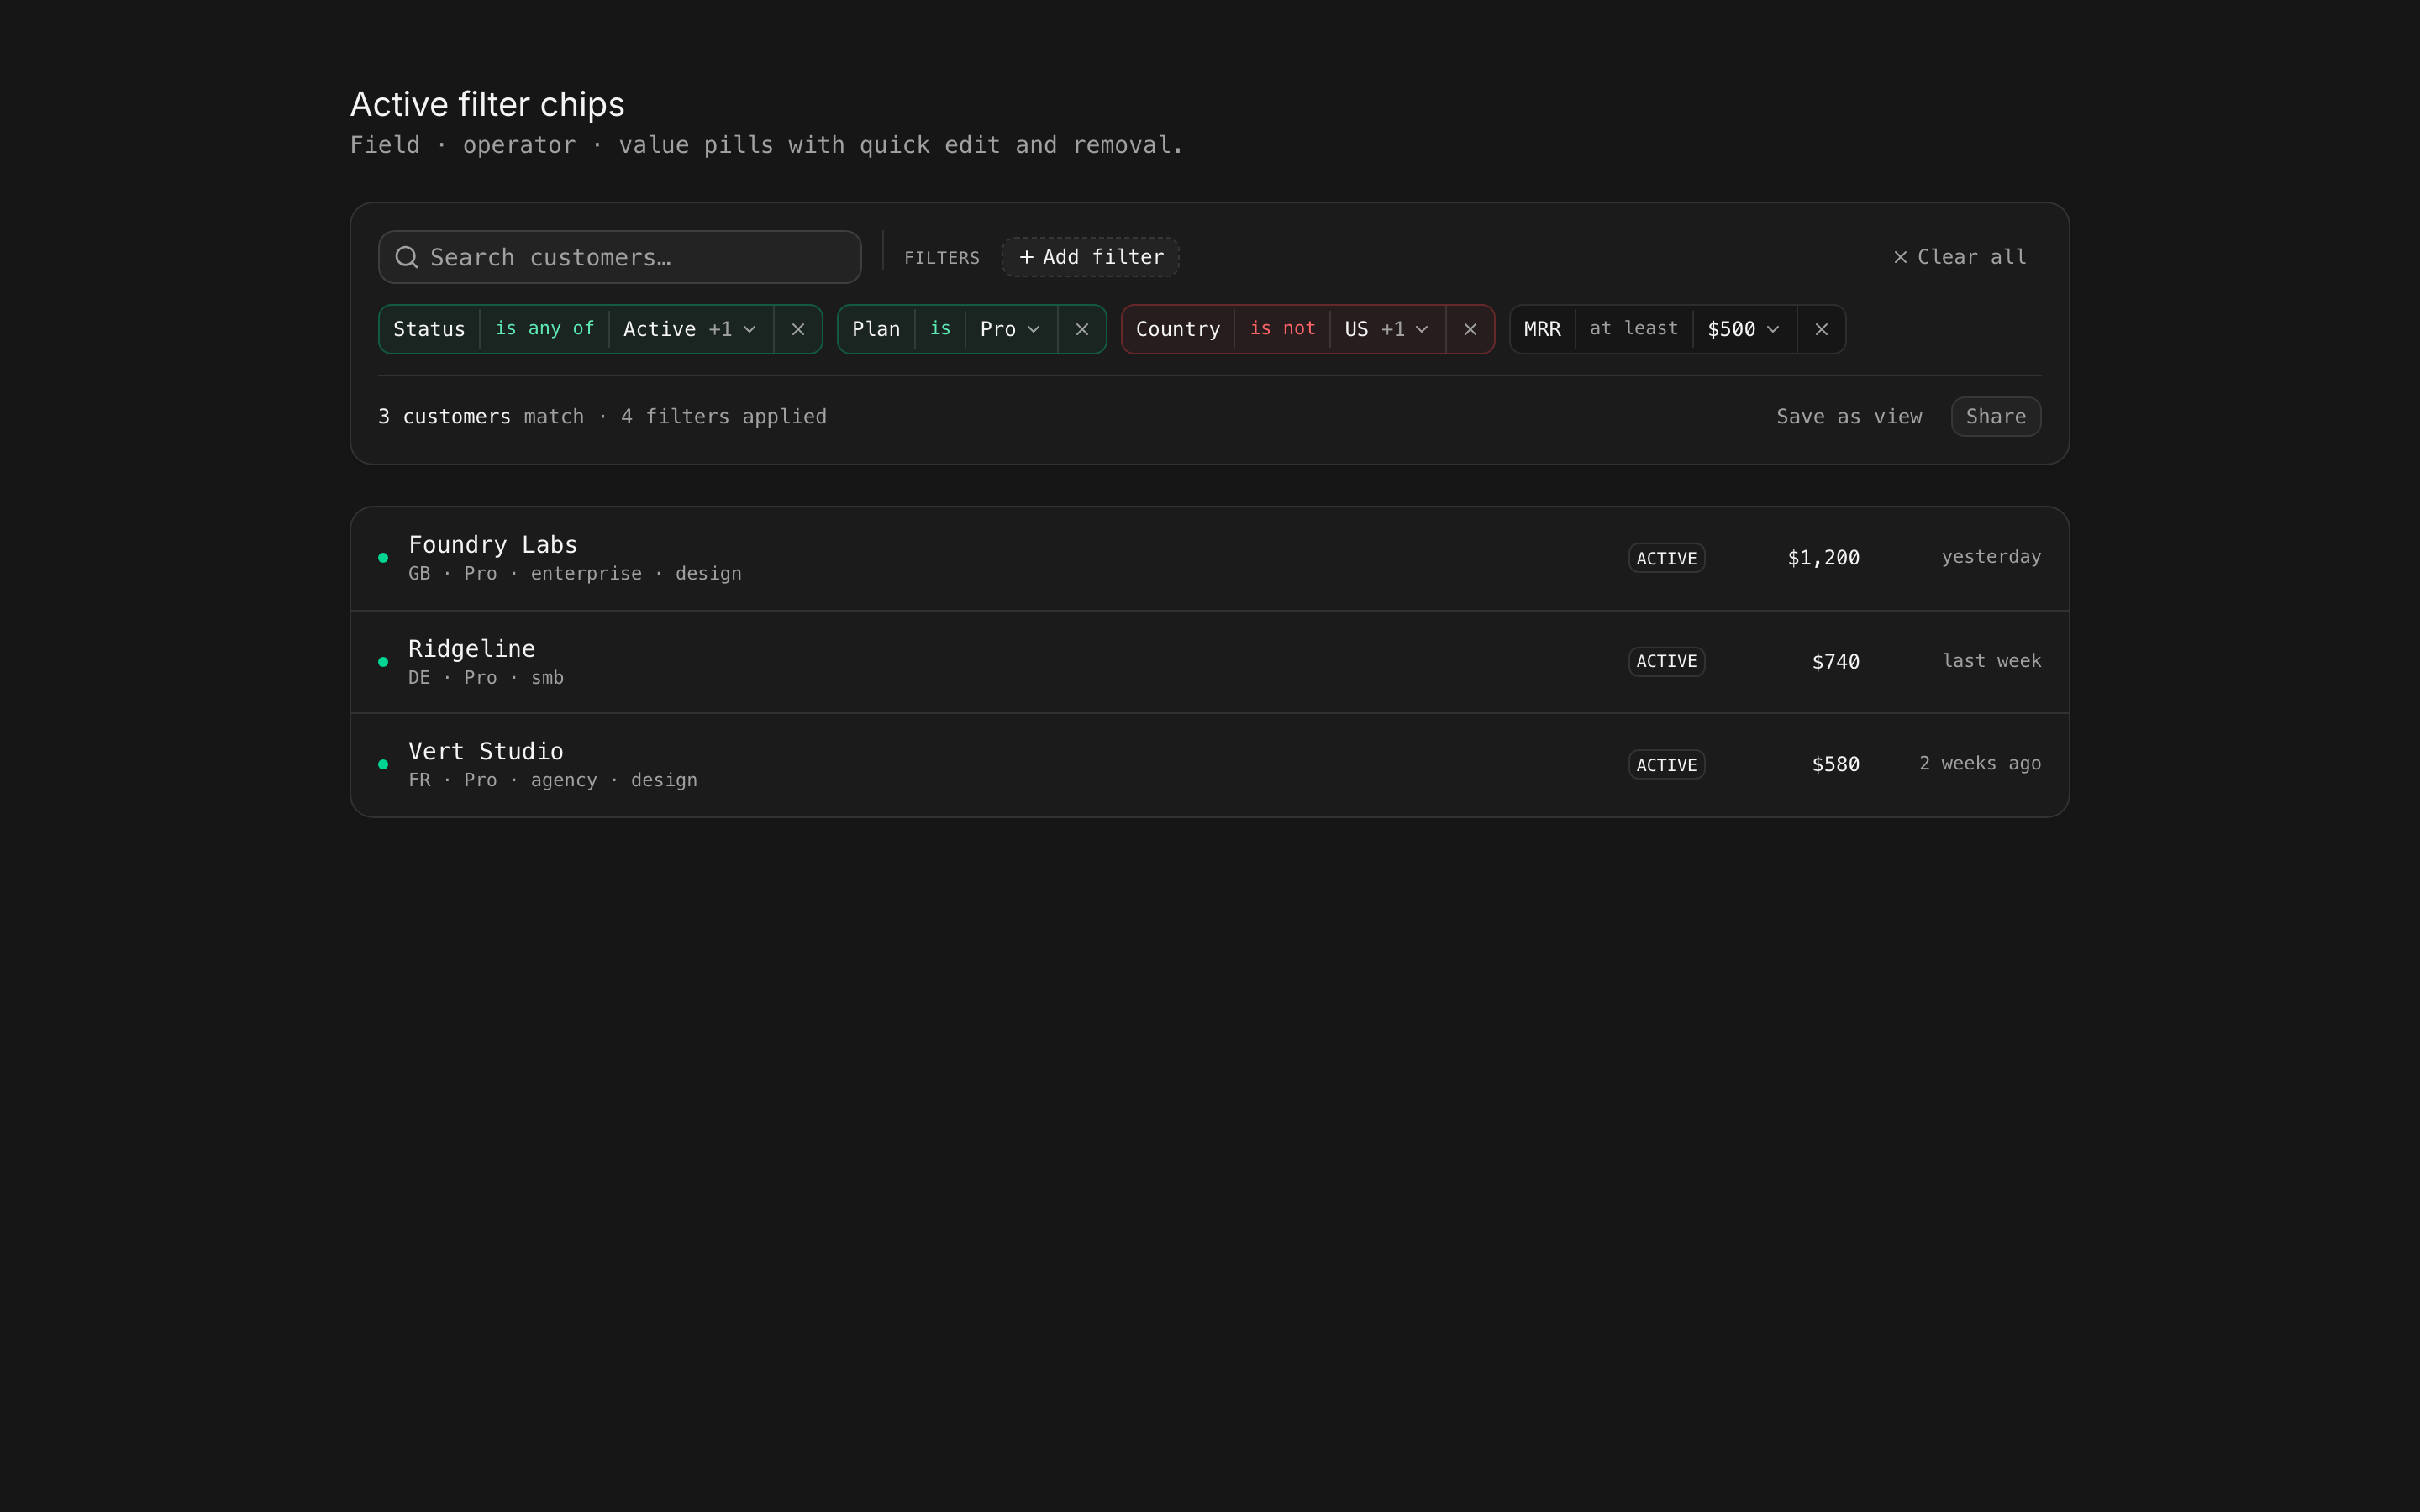 Active filter chips
Field · operator · value pills with quick edit and removal.
Search customers…
FILTERS
+ Add filter
Clear all
Status is any of Active +1
Plan is Pro
Country is not US +1
MRR at least $500
3 customers match · 4 filters applied
Save as view
Share
Foundry Labs
GB · Pro · enterprise · design
ACTIVE
$1,200
yesterday
Ridgeline
DE · Pro · smb
ACTIVE
$740
last week
Vert Studio
FR · Pro · agency · design
ACTIVE
$580
2 weeks ago